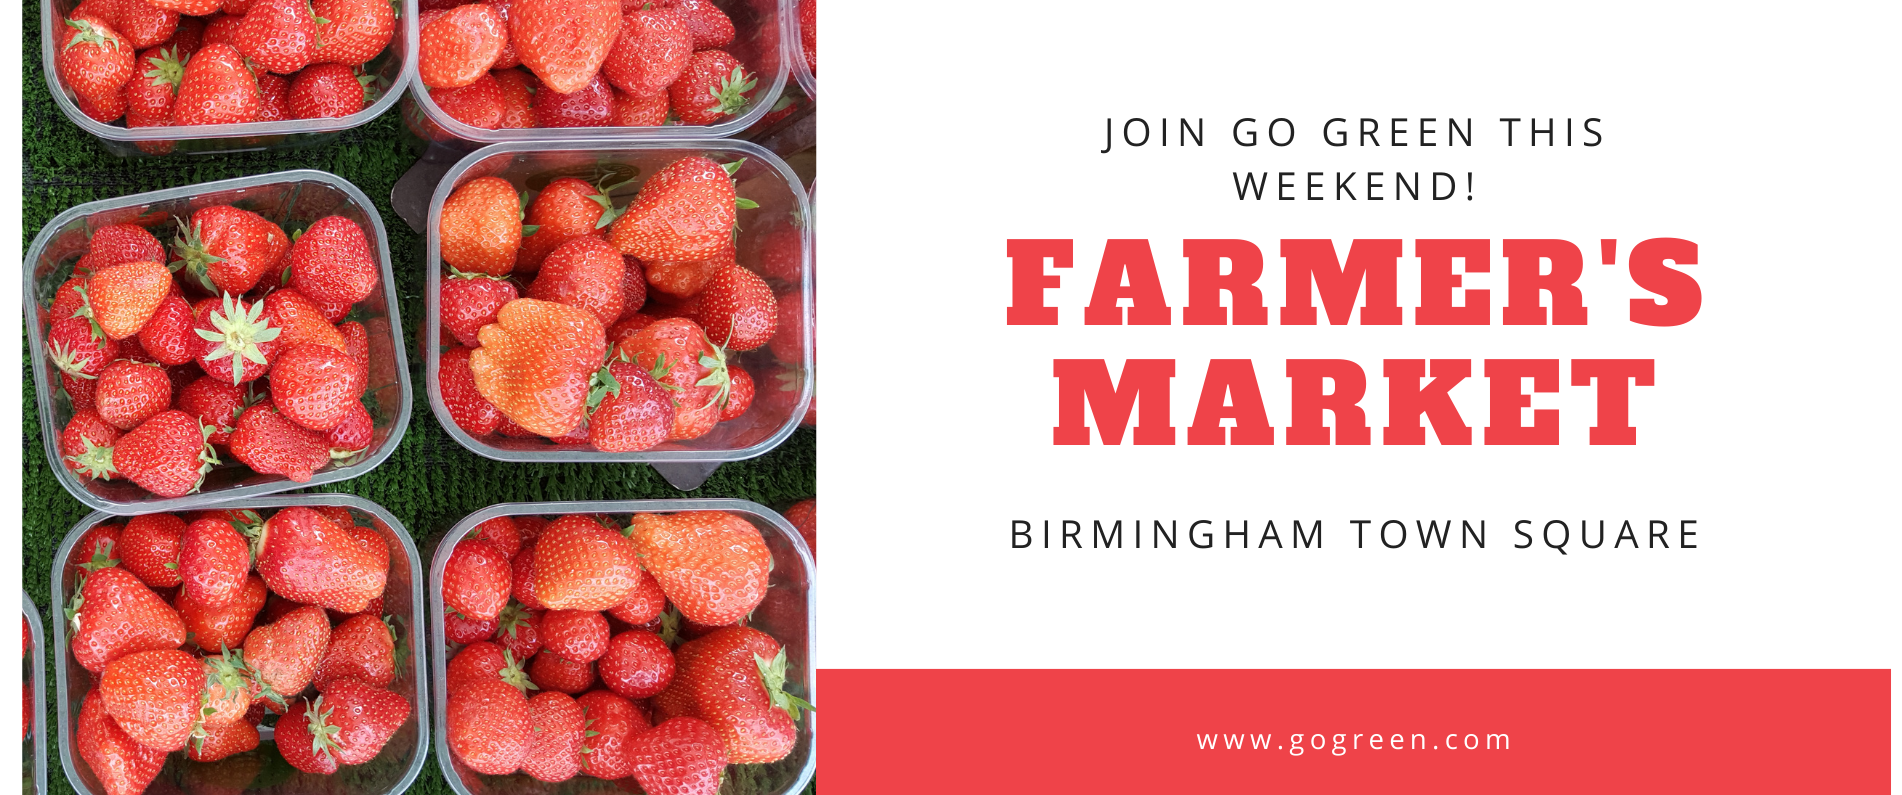 JOIN GO GREEN THIS
WEEKEND!
FARMER'S
MARKET
BIRMINGHAM TOWN SQUARE
www.gogreen.com